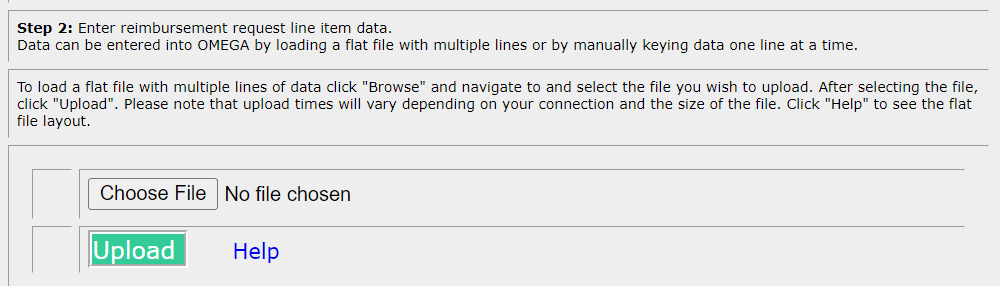 Step 2: Enter reimbursement request line item data.
Data can be entered into OMEGA by loading a flat file with multiple lines or by manually keying data one line at a time.
To load a flat file with multiple lines of data click "Browse" and navigate to and select the file you wish to upload. After selecting the file,
click "Upload". Please note that upload times will vary depending on your connection and the size of the file. Click "Help" to see the flat
file layout.
Choose File No file chosen
Upload Help